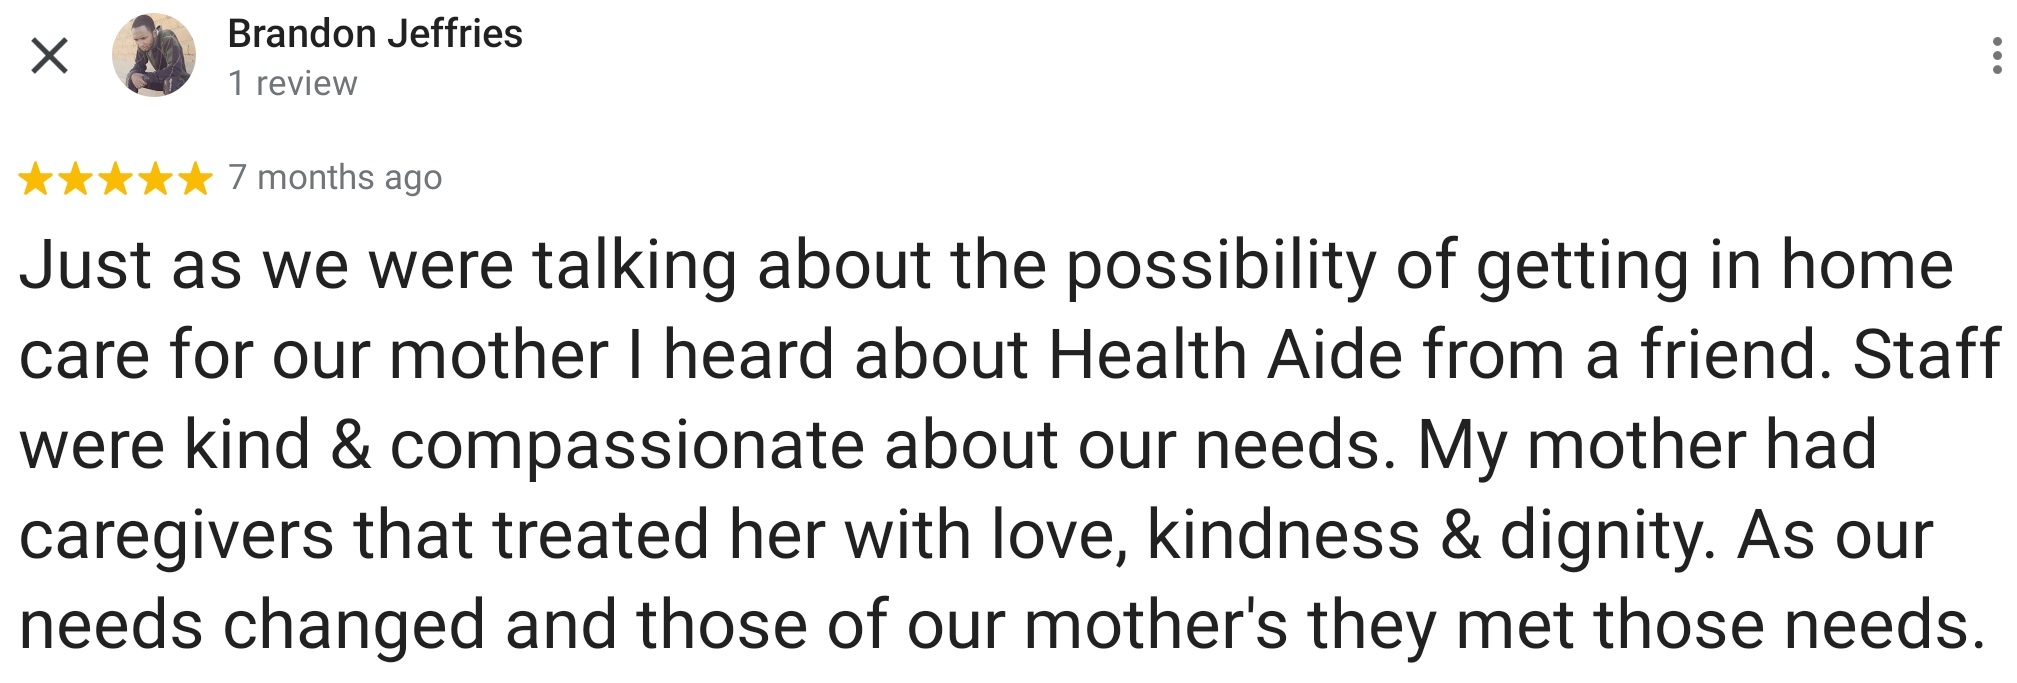 Brandon Jeffries
1 review
7 months ago
Just as we were talking about the possibility of getting in home
care for our mother I heard about Health Aide from a friend. Staff
were kind & compassionate about our needs. My mother had
caregivers that treated her with love, kindness & dignity. As our
needs changed and those of our mother's they met those needs.